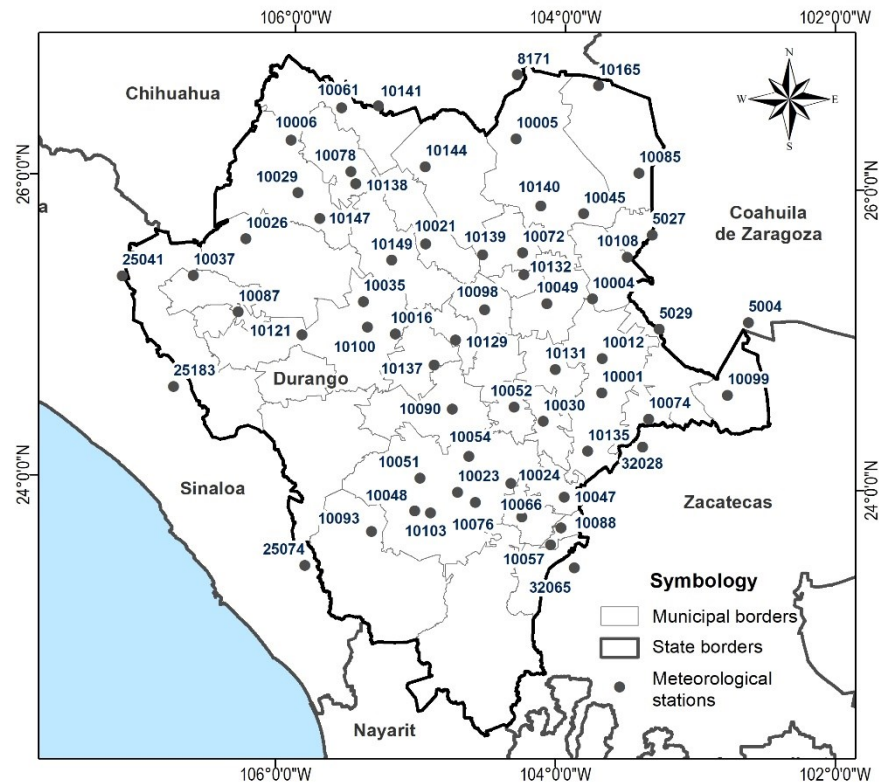 106°0'0"W
104°0'0"W
102°0'0"W
8171
10165
N
W
E
S
Chihuahua
10061
10141
10006
10005
10078
10144
10085
26°0'0"N
10029
10138
10140
10045
26°0'0"N
a
10147
10026
10021
5027
Coahuila
de Zaragoza
10149
10139
10072
10108
25041
10037
10132
10035
10098
10049
10004
10087
10016
5029
5004
10121
10129
10012
10100
10131
10137
25183
Durango
10001
10099
10052
10074
10090
10030
10054
10135
32028
24°0'0"N
10051
10023
10024
24°0'0"N
Sinaloa
10048
10066
10047
Zacatecas
10093
10088
10103
10076
25074
10057
32065
Symbology
Municipal borders
State borders
Meteorological
stations
Nayarit
106°0'0"W
104°0'0"W
102°0'0"W